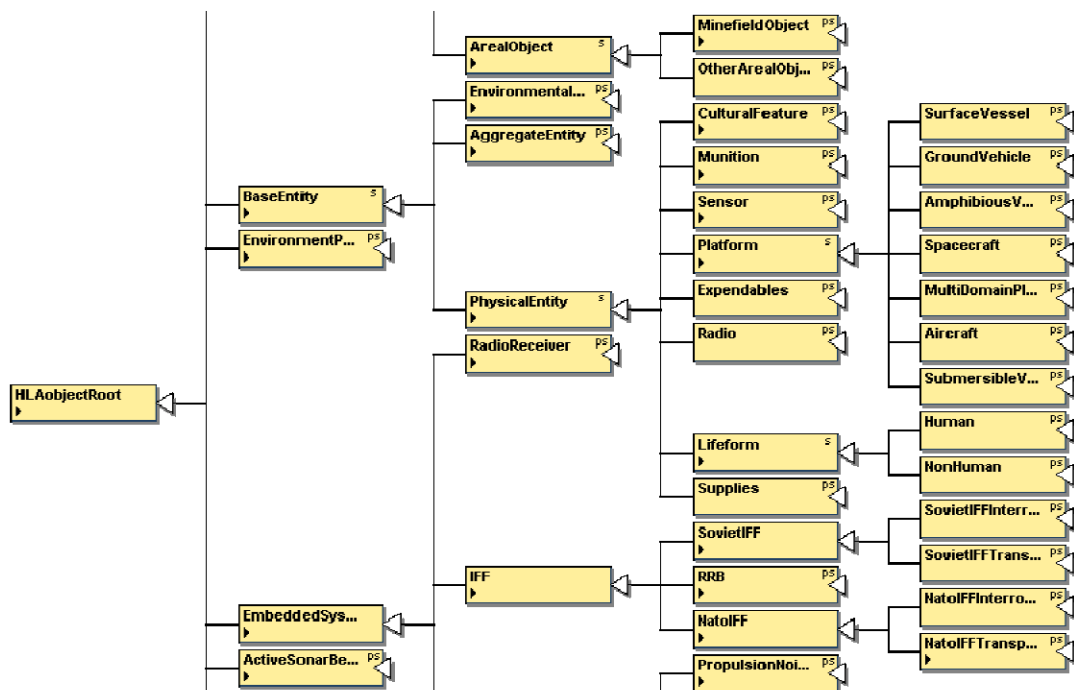 HLAobjectRoot
BaseEntity s
EnvironmentP... ps
EmbeddedSys...
ActiveSonarBe... ps
ArealObject s
Environmental... ps
AggregateEntity ps
PhysicalEntity s
RadioReceiver ps
IFF
MinefieldObject ps
OtherArealObj... ps
CulturalFeature ps
Munition ps
Sensor ps
Platform s
Expendables ps
Radio ps
Lifeform s
Supplies ps
SovietIFF
RRB ps
NatoIFF
PropulsionNoi... ps
SurfaceVessel ps
GroundVehicle ps
AmphibiousV... ps
Spacecraft ps
MultiDomainPl... ps
Aircraft ps
SubmersibleV... ps
Human ps
NonHuman ps
SovietIFFInterr... ps
SovietIFFTrans... ps
NatoIFFInterro... ps
NatoIFFTransp... ps